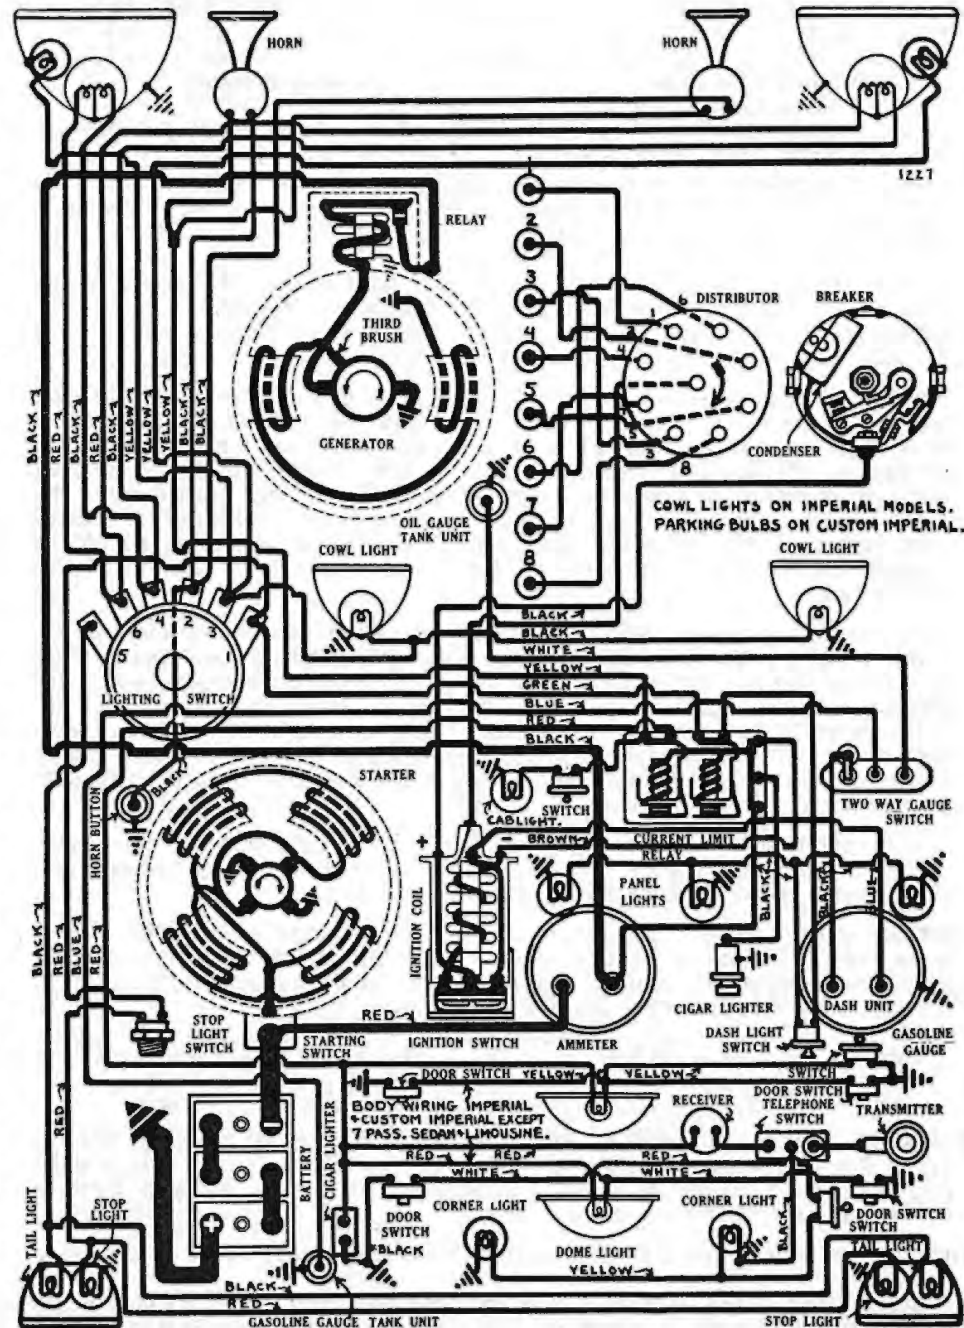 HORN
HORN
1227
1
RELAY
2
3
DISTRIBUTOR
BREAKER
6
1
2
4
THIRD
BRUSH
4
5
GENERATOR
5
3
8
CONDENSER
6
BLACK
RED
BLACK
RED
BLACK
YELLOW
YELLOW
YELLOW
BLACK
BLACK
7
COWL LIGHTS ON IMPERIAL MODELS.
PARKING BULBS ON CUSTOM IMPERIAL.
OIL GAUGE
TANK UNIT
COWL LIGHT
8
COWL LIGHT
BLACK
BLACK
WHITE
YELLOW
GREEN
BLUE
RED
BLACK
5
6
4
2
3
1
LIGHTING SWITCH
BLACK
HORN BUTTON
STARTER
SWITCH
CABLIGHT.
BROWN
CURRENT LIMIT
RELAY
TWO WAY GAUGE
SWITCH
+
-
IGNITION COIL
PANEL
LIGHTS
BLACK
BLACK
BLUE
BLACK
RED
BLUE
RED
CIGAR LIGHTER
DASH UNIT
STOP
LIGHT
SWITCH
STARTING
SWITCH
RED
IGNITION SWITCH
AMMETER
DASH LIGHT
SWITCH
GASOLINE
GAUGE
SWITCH
DOOR SWITCH
YELLOW
YELLOW
DOOR SWITCH
TELEPHONE
SWITCH
TRANSMITTER
RECEIVER
BODY WIRING IMPERIAL
+CUSTOM IMPERIAL EXCEPT
7 PASS. SEDAN+LIMOUSINE.
RED
RED
RED
RED
WHITE
WHITE
BATTERY
CIGAR LIGHTER
DOOR
SWITCH
BLACK
CORNER LIGHT
DOME LIGHT
CORNER LIGHT
BLACK
DOOR SWITCH
SWITCH
TAIL LIGHT
STOP
LIGHT
TAIL LIGHT
YELLOW
BLACK
RED
GASOLINE GAUGE TANK UNIT
STOP LIGHT